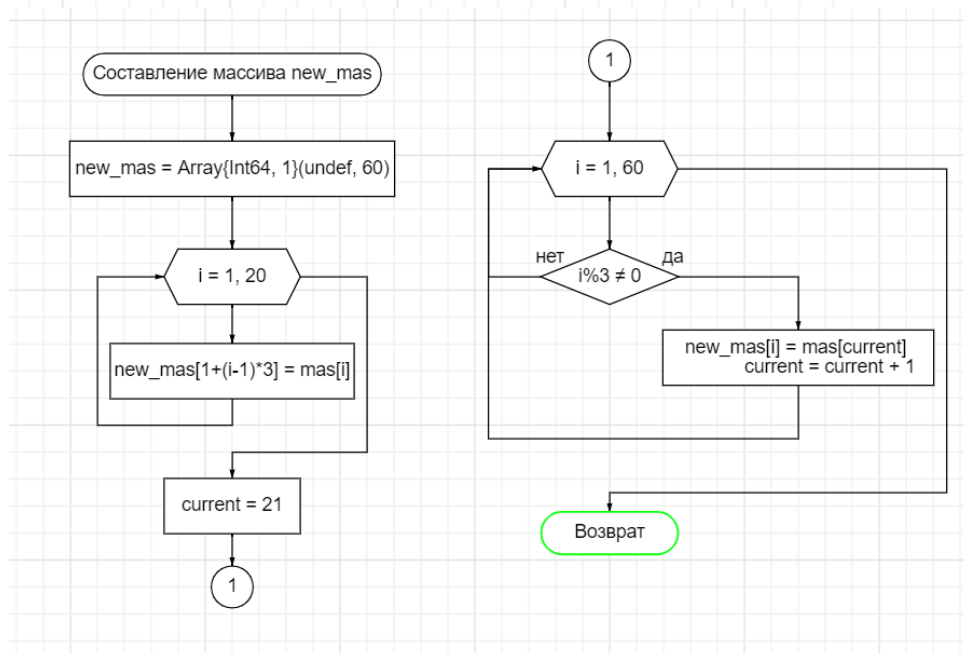 Составление массива new_mas
new_mas = Array{Int64, 1}(undef, 60)
i = 1, 20
new_mas[1+(i-1)*3] = mas[i]
current = 21
1
1
i = 1, 60
нет
да
i%3 ≠ 0
new_mas[i] = mas[current]
current = current + 1
Возврат